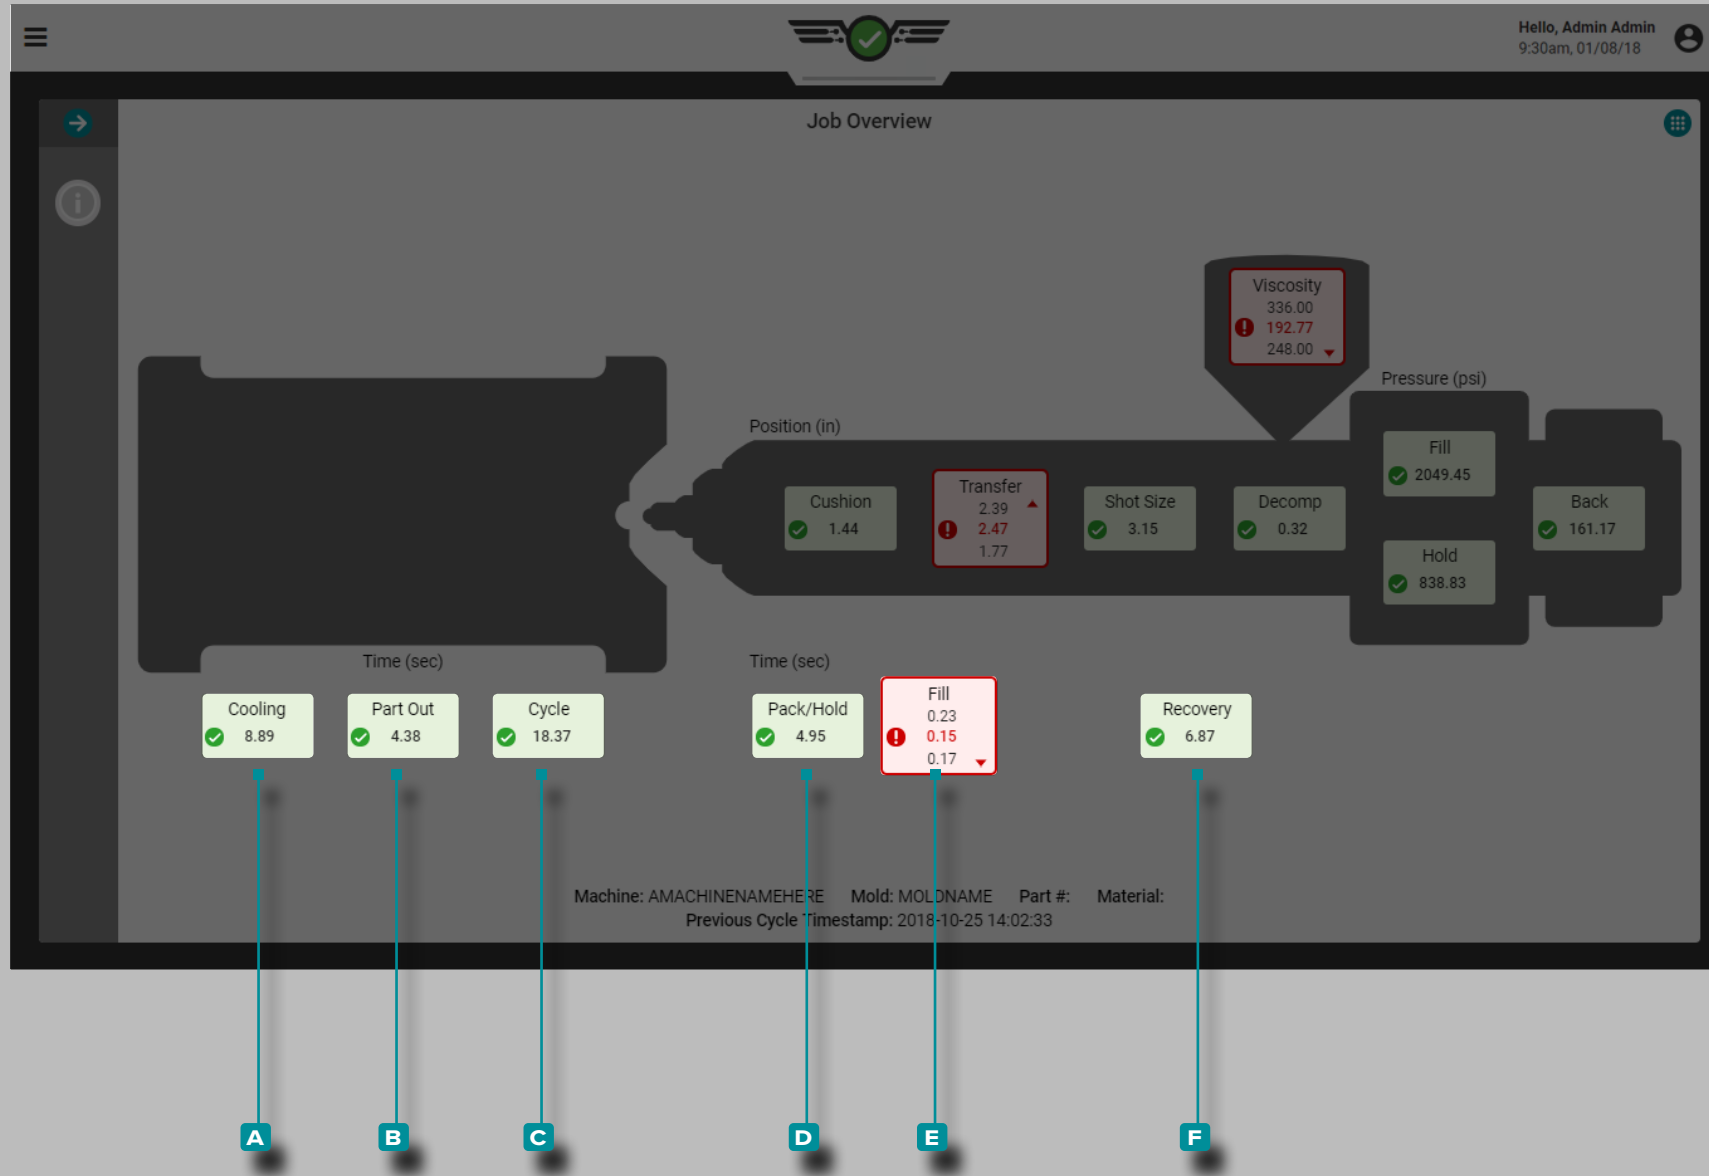 Hello, Admin Admin
9:30am, 01/08/18
Job Overview
Viscosity
336.00
192.77
248.00
Pressure (psi)
Position (in)
Cushion
1.44
Transfer
2.39
2.47
1.77
Shot Size
3.15
Decomp
0.32
Fill
2049.45
Hold
838.83
Back
161.17
Time (sec)
Cooling
8.89
Part Out
4.38
Cycle
18.37
Time (sec)
Pack/Hold
4.95
Fill
0.23
0.15
0.17
Recovery
6.87
Machine: AMACHINENAMEHERE Mold: MOLDNAME Part #: Material:
Previous Cycle Timestamp: 2018-10-25 14:02:33
A B C D E F